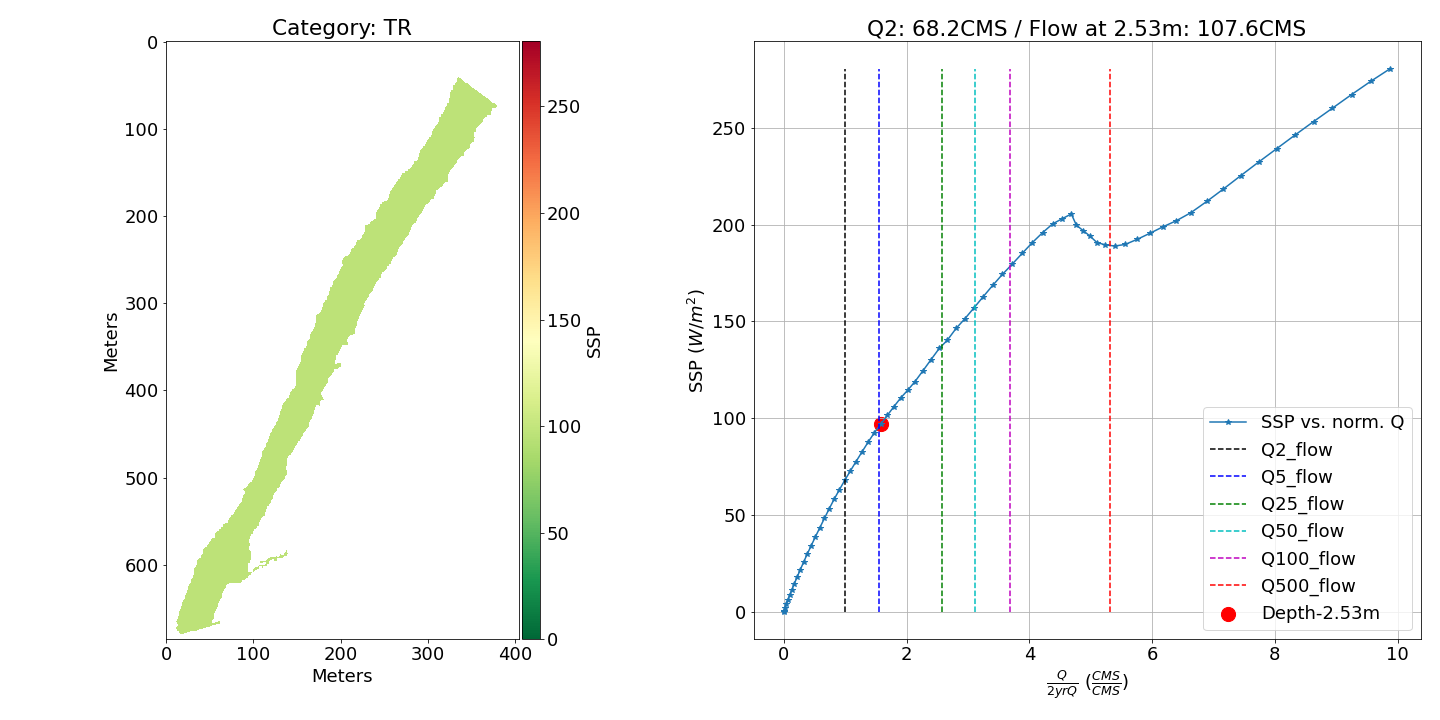 Category: TR
Q2: 68.2CMS / Flow at 2.53m: 107.6CMS
0
100
200
300
400
500
600
Meters
0
100
200
300
400
Meters
250
200
150
100
50
0
SSP
250
200
150
100
50
0
SSP (W/m²)
0
2
4
6
8
10
Q/2yrQ (CMS/CMS)
SSP vs. norm. Q
Q2_flow
Q5_flow
Q25_flow
Q50_flow
Q100_flow
Q500_flow
Depth-2.53m